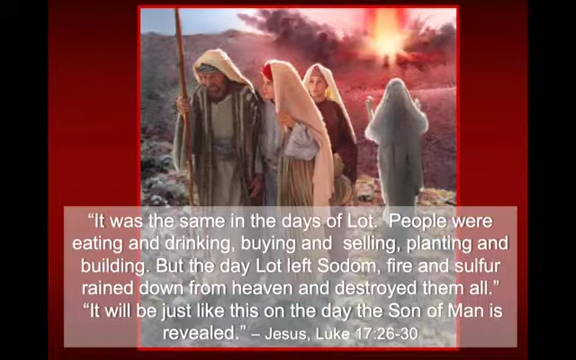 “It was the same in the days of Lot.  People were
eating and drinking, buying and  selling, planting and
building. But the day Lot left Sodom, fire and sulfur
rained down from heaven and destroyed them all.”
“It will be just like this on the day the Son of Man is
revealed.” – Jesus, Luke 17:26-30